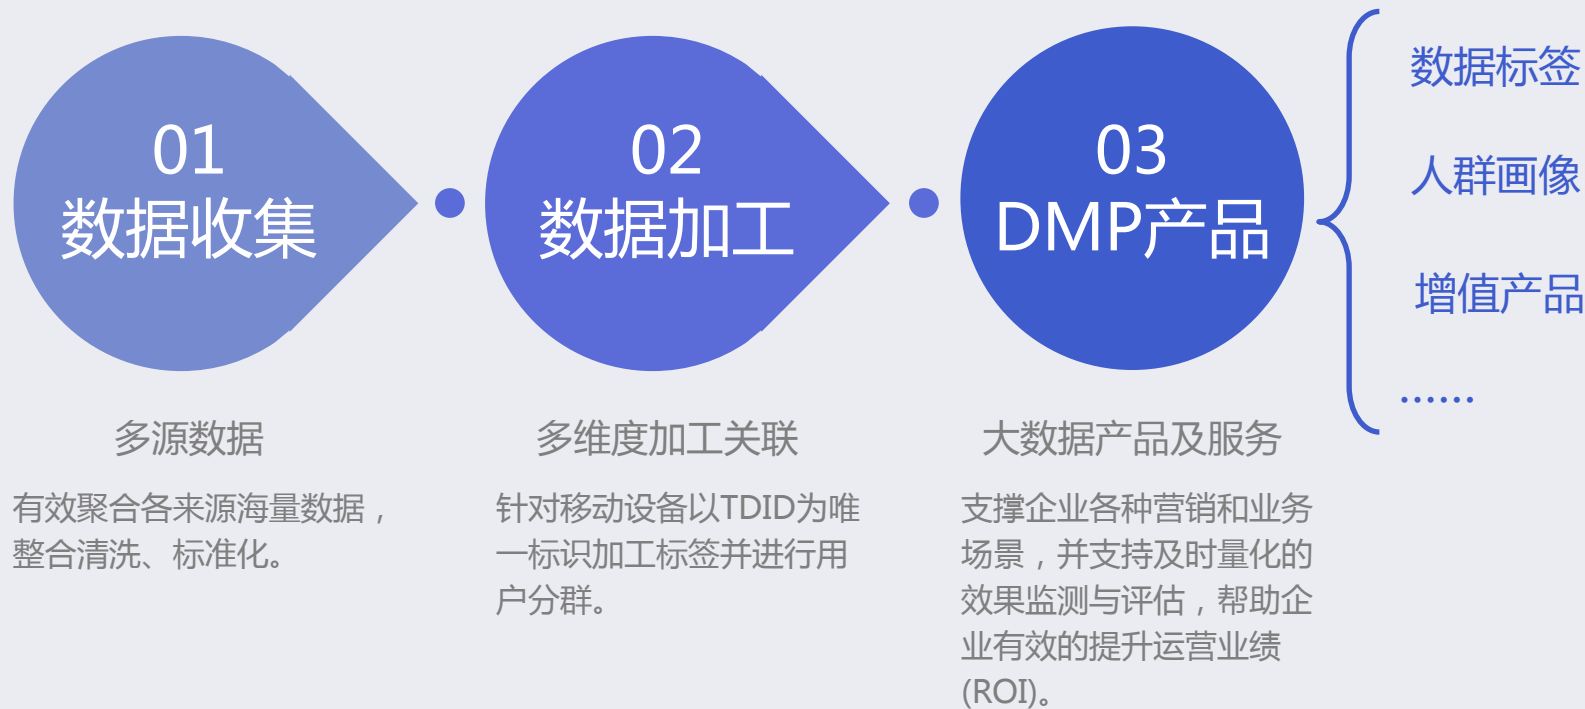 01
数据收集
02
数据加工
03
DMP产品
数据标签
人群画像
增值产品
······
多源数据
有效聚合各来源海量数据，
整合清洗、标准化。
多维度加工关联
针对移动设备以TDID为唯
一标识加工标签并进行用
户分群。
大数据产品及服务
支撑企业各种营销和业务
场景，并支持及时量化的
效果监测与评估，帮助企
业有效的提升运营业绩
(ROI)。